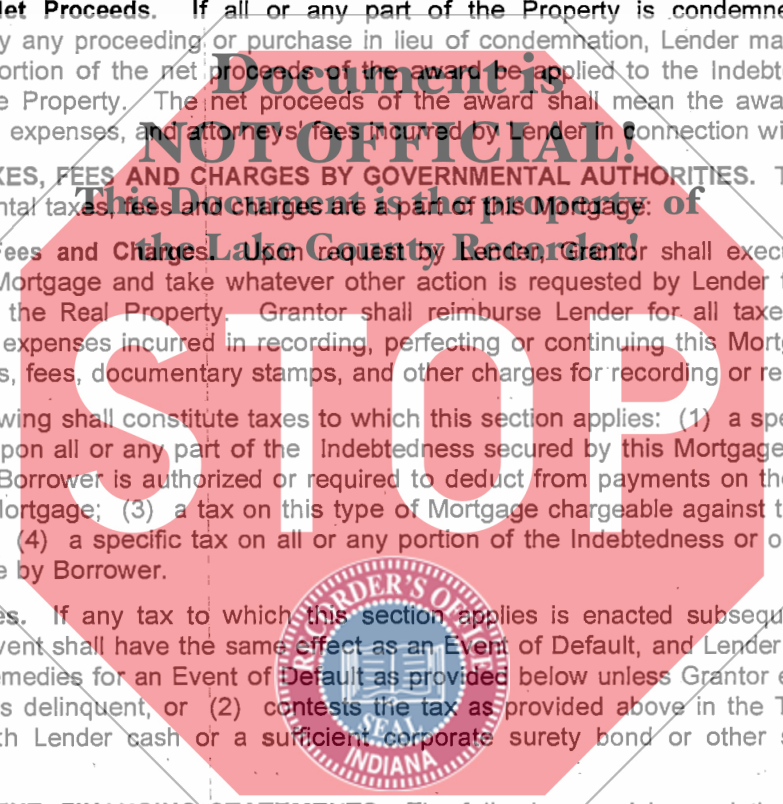 Net Proceeds. If all or any part of the Property is condemne
y any proceeding or purchase in lieu of condemnation, Lender ma
ortion of the net proceeds of the award be applied to the Indebt
Document is
e Property. The net proceeds of the award shall mean the awa
expenses, and attorneys' fees incurred by Lender in connection wi
NOT OFFICIAL!
XES, FEES AND CHARGES BY GOVERNMENTAL AUTHORITIES. T
ntal taxes, fees and charges are a part of this Mortgage:
This Document is the property of
the Lake County Recorder!
Fees and Charges. Upon request by Lender, Grantor shall execu
Mortgage and take whatever other action is requested by Lender
the Real Property. Grantor shall reimburse Lender for all taxe
expenses incurred in recording, perfecting or continuing this Mort
s, fees, documentary stamps, and other charges for recording or re
STOP
wing shall constitute taxes to which this section applies: (1) a spe
pon all or any part of the Indebtedness secured by this Mortgage
Borrower is authorized or required to deduct from payments on th
Mortgage; (3) a tax on this type of Mortgage chargeable against t
(4) a specific tax on all or any portion of the Indebtedness or o
e by Borrower.
es. If any tax to which this section applies is enacted subsequ
vent shall have the same effect as an Event of Default, and Lender
emedies for an Event of Default as provided below unless Grantor e
s delinquent, or (2) contests the tax as provided above in the T
th Lender cash or a sufficient corporate surety bond or other s
RECORDER'S OFFICE
SEAL
INDIANA